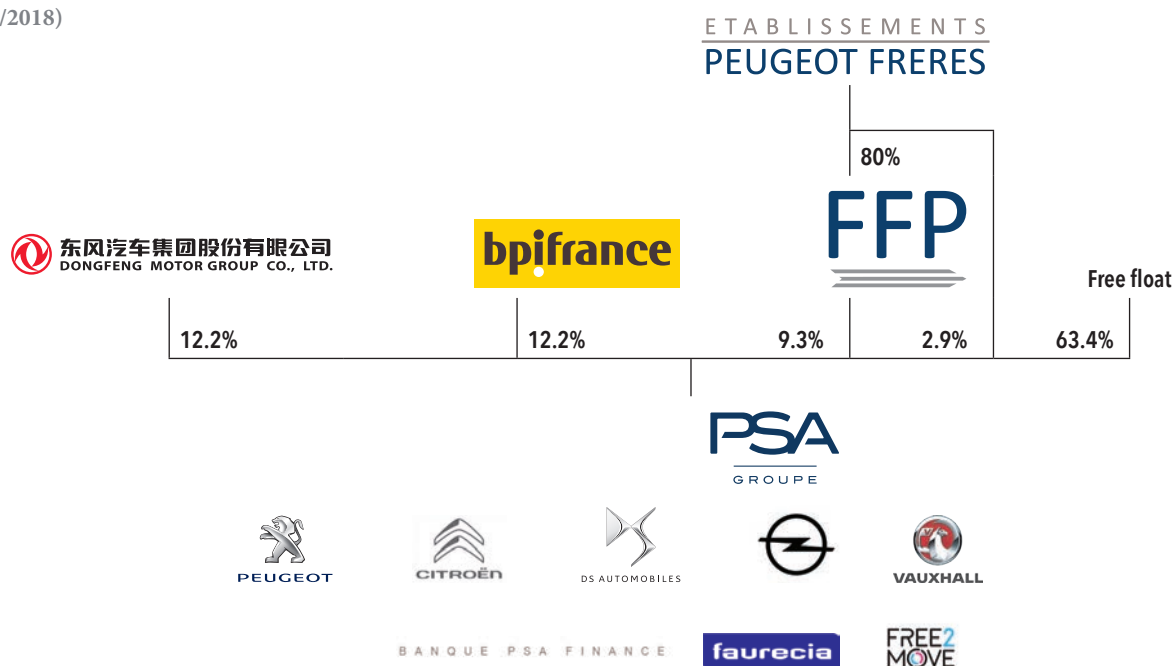 /2018)
ETABLISSEMENTS
PEUGEOT FRERES
80%
FFP
东风汽车集团股份有限公司
DONGFENG MOTOR GROUP CO., LTD.
bpifrance
Free float
12.2%
12.2%
9.3%
2.9%
63.4%
PSA
GROUPE
PEUGEOT
CITROËN
DS AUTOMOBILES
VAUXHALL
BANQUE PSA FINANCE
faurecia
FREE2
MOVE